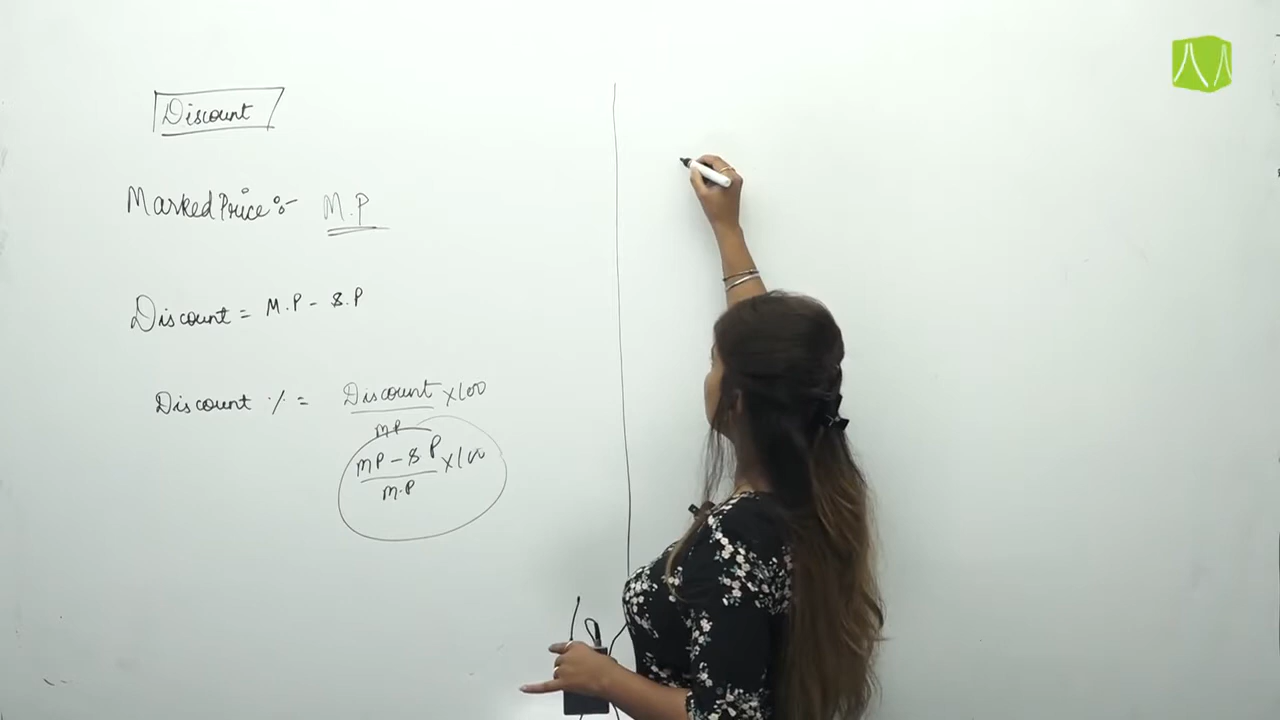 Discount
Marked Price :- M.P
Discount = M.P - S.P
Discount % = Discount x100
MP
MP - S P x100
M.P